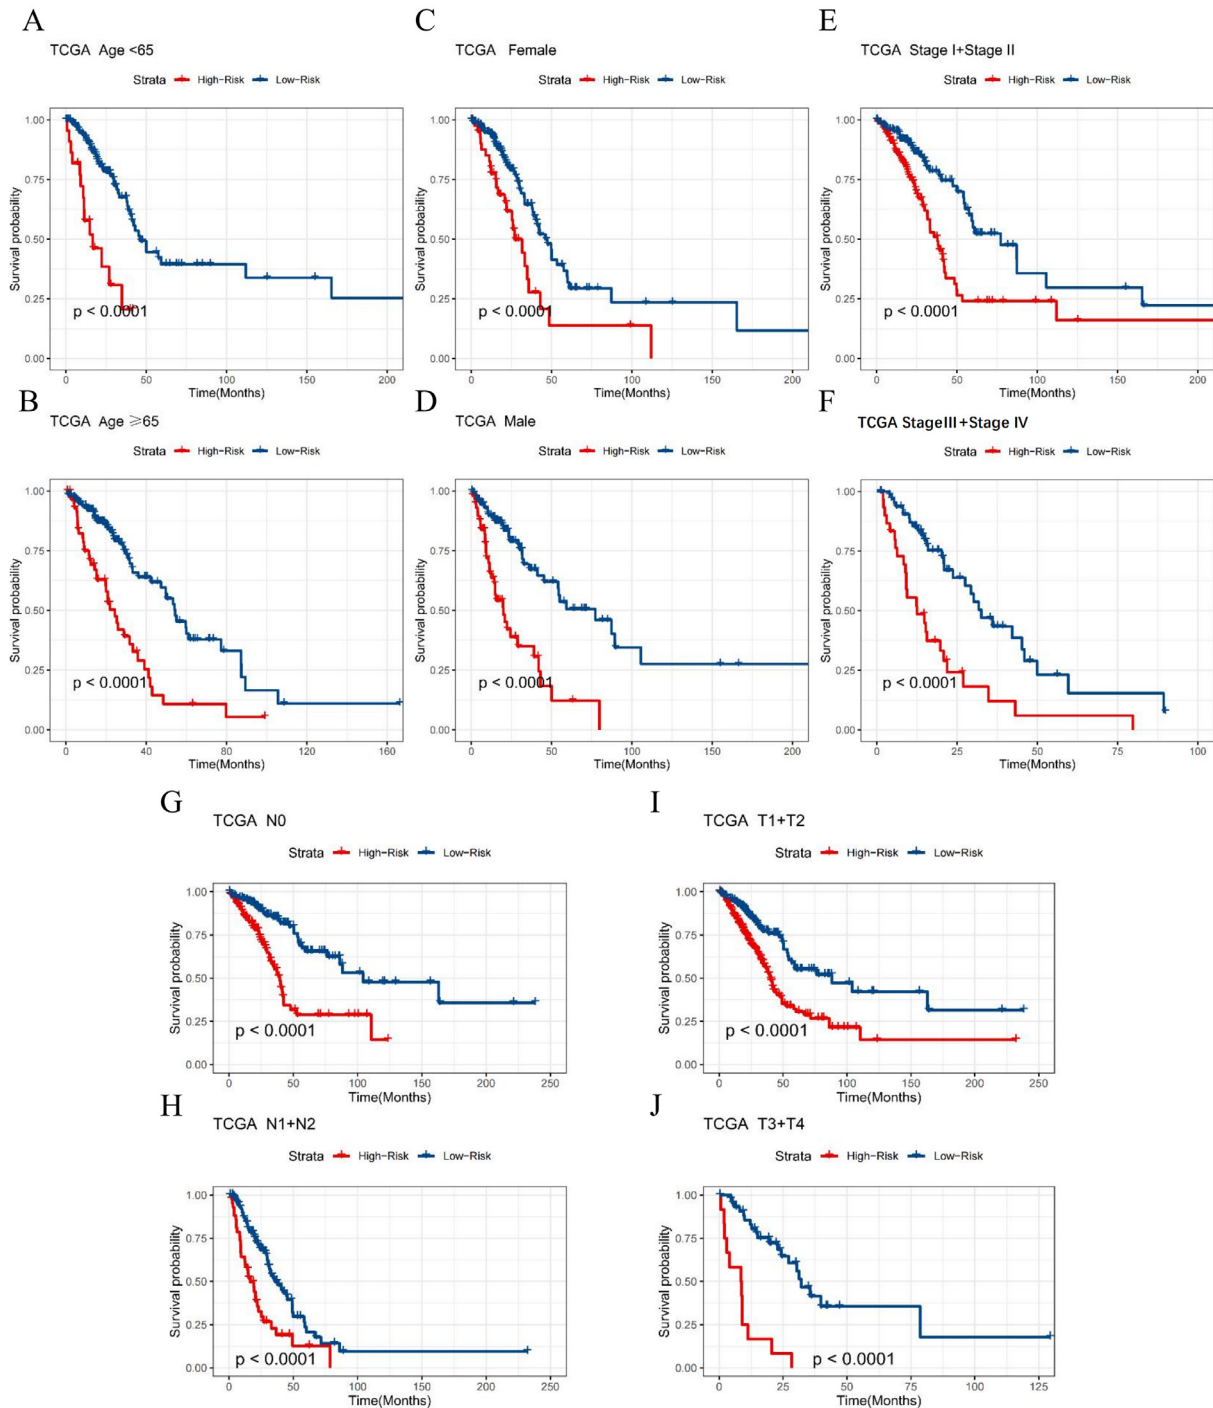 A
TCGA Age <65
Strata High-Risk Low-Risk
Survival probability
1.00
0.75
0.50
0.25
0.00
p < 0.0001
0 50 100 150 200
Time(Months)
B
TCGA Age ≥65
Strata High-Risk Low-Risk
Survival probability
1.00
0.75
0.50
0.25
0.00
p < 0.0001
0 40 80 120 160
Time(Months)
C
TCGA Female
Strata High-Risk Low-Risk
Survival probability
1.00
0.75
0.50
0.25
0.00
p < 0.0001
0 50 100 150 200
Time(Months)
D
TCGA Male
Strata High-Risk Low-Risk
Survival probability
1.00
0.75
0.50
0.25
0.00
p < 0.0001
0 50 100 150 200
Time(Months)
E
TCGA Stage I+Stage II
Strata High-Risk Low-Risk
Survival probability
1.00
0.75
0.50
0.25
0.00
p < 0.0001
0 50 100 150 200
Time(Months)
F
TCGA StageIII+Stage IV
Strata High-Risk Low-Risk
Survival probability
1.00
0.75
0.50
0.25
0.00
p < 0.0001
0 25 50 75 100
Time(Months)
G
TCGA N0
Strata High-Risk Low-Risk
Survival probability
1.00
0.75
0.50
0.25
0.00
p < 0.0001
0 50 100 150 200 250
Time(Months)
H
TCGA N1+N2
Strata High-Risk Low-Risk
Survival probability
1.00
0.75
0.50
0.25
0.00
p < 0.0001
0 50 100 150 200 250
Time(Months)
I
TCGA T1+T2
Strata High-Risk Low-Risk
Survival probability
1.00
0.75
0.50
0.25
0.00
p < 0.0001
0 50 100 150 200 250
Time(Months)
J
TCGA T3+T4
Strata High-Risk Low-Risk
Survival probability
1.00
0.75
0.50
0.25
0.00
p < 0.0001
0 25 50 75 100 125
Time(Months)